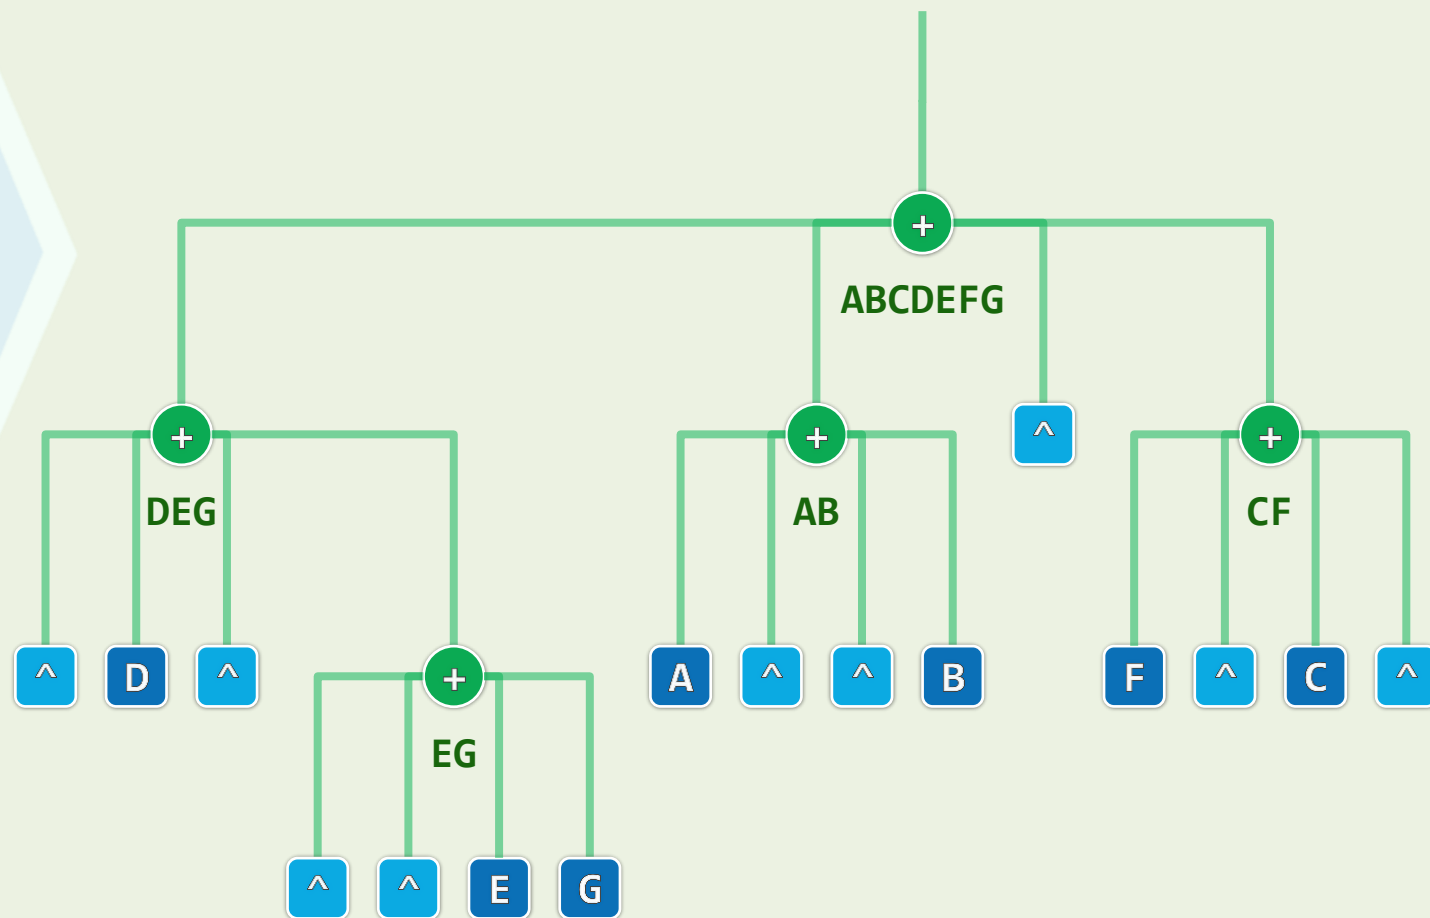 +
ABCDEFG
+ + ^ +
DEG AB CF
^ D ^ + A ^ ^ B F ^ C ^
EG
^ ^ E G